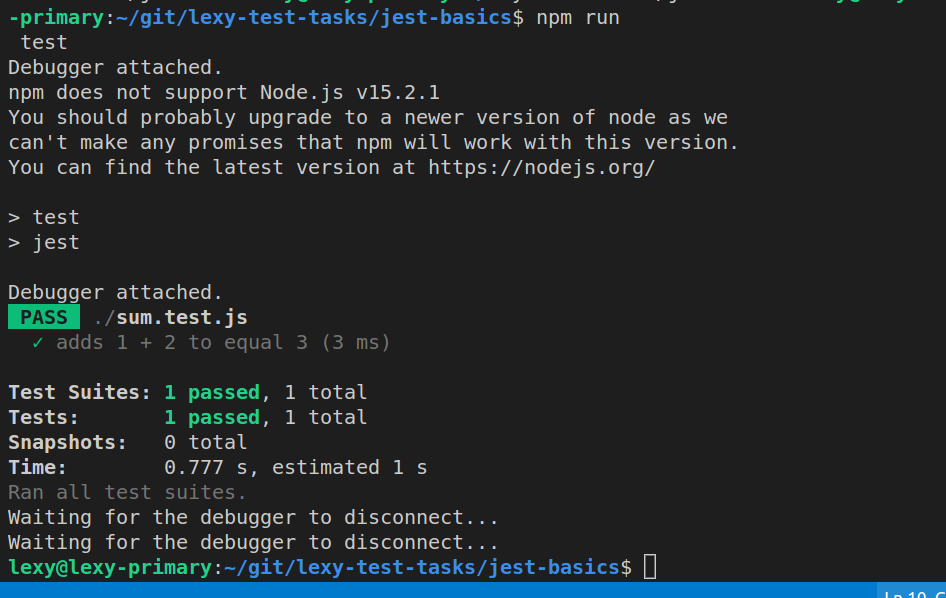 -primary:~/git/lexy-test-tasks/jest-basics$ npm run
 test
Debugger attached.
npm does not support Node.js v15.2.1
You should probably upgrade to a newer version of node as we
can't make any promises that npm will work with this version.
You can find the latest version at https://nodejs.org/
> test
> jest
Debugger attached.
PASS ./sum.test.js
✓ adds 1 + 2 to equal 3 (3 ms)
Test Suites: 1 passed, 1 total
Tests: 1 passed, 1 total
Snapshots: 0 total
Time: 0.777 s, estimated 1 s
Ran all test suites.
Waiting for the debugger to disconnect...
Waiting for the debugger to disconnect...
lexy@lexy-primary:~/git/lexy-test-tasks/jest-basics$